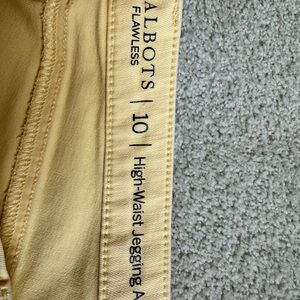 ALBOTS
FLAWLESS
| 10 | High-Waist Jegging A